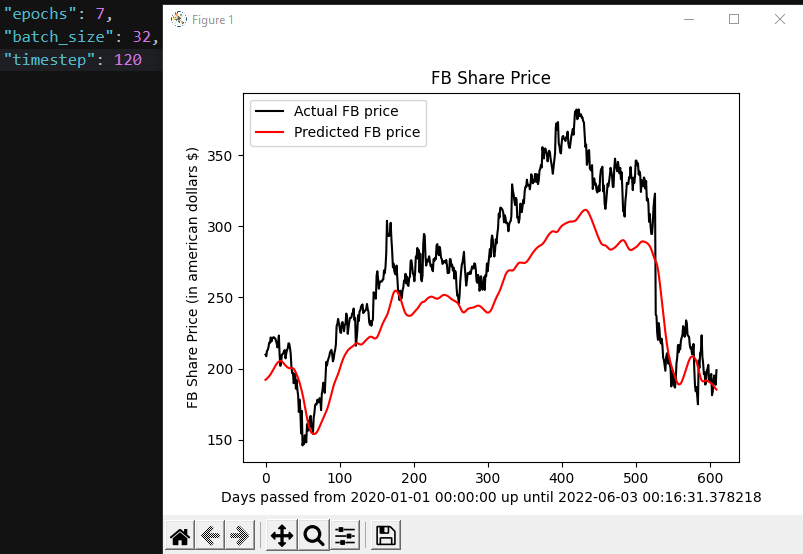 "epochs": 7,
"batch_size": 32,
"timestep": 120
Figure 1
FB Share Price
Actual FB price
Predicted FB price
FB Share Price (in american dollars $)
350
300
250
200
150
0 100 200 300 400 500 600
Days passed from 2020-01-01 00:00:00 up until 2022-06-03 00:16:31.378218